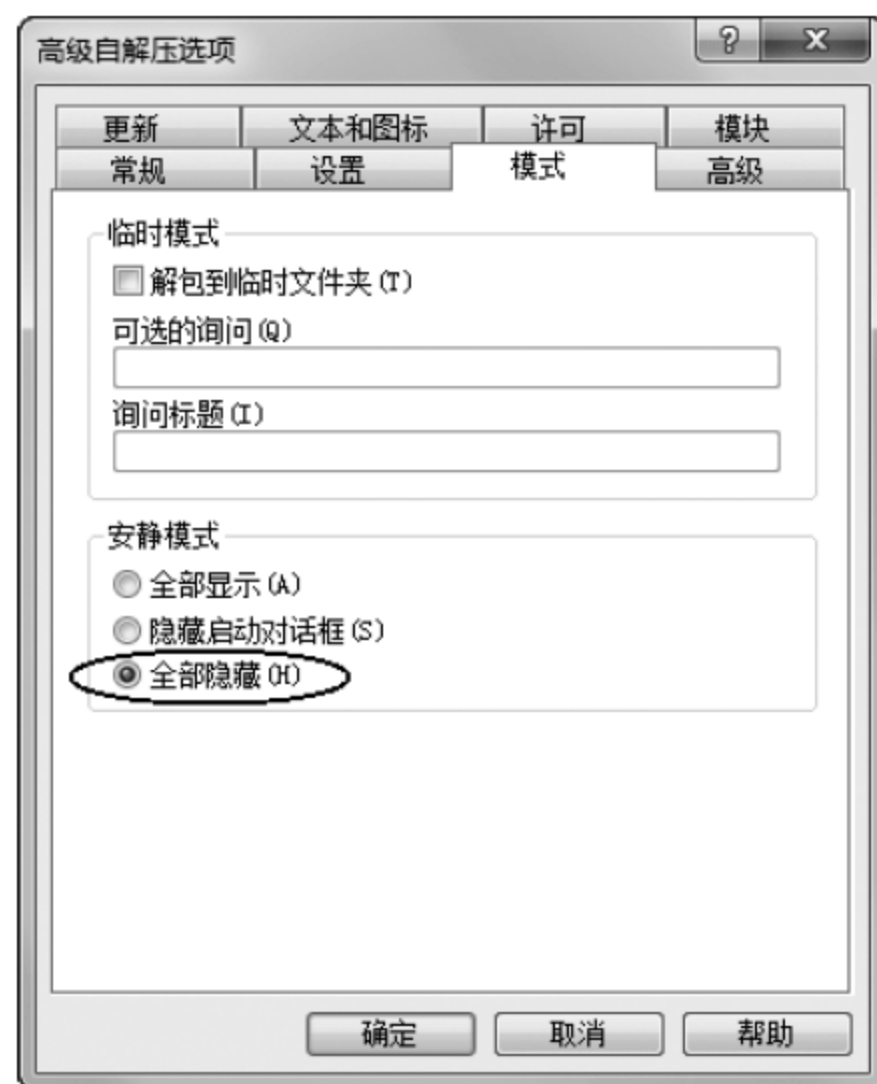 高级自解压选项
更新 文本和图标 许可 模块
常规 设置 模式 高级
临时模式
解包到临时文件夹(T)
可选的询问(Q)
询问标题(I)
安静模式
全部显示(A)
隐藏启动对话框(S)
全部隐藏(H)
确定 取消 帮助